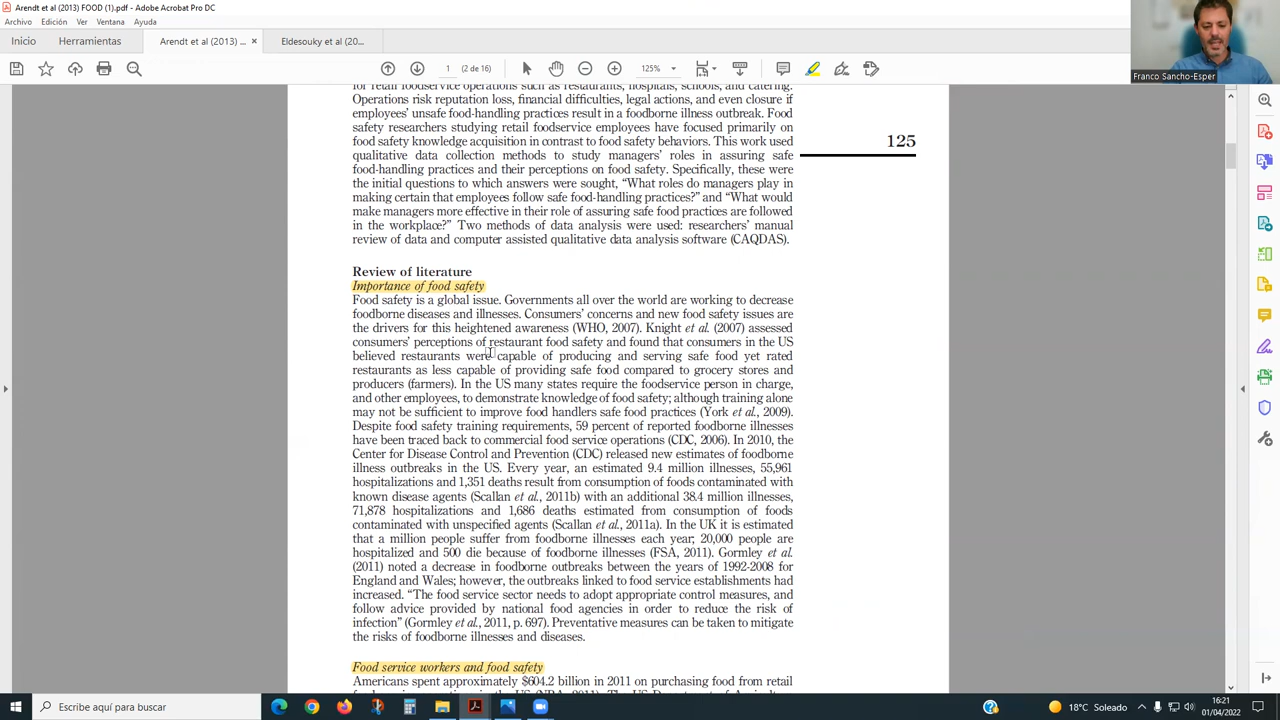 Arendt et al (2013) FOOD (1).pdf - Adobe Acrobat Pro DC
Archivo Edición Ver Ventana Ayuda
Inicio Herramientas Arendt et al (2013) ... × Eldesouky et al (20...
1 (2 de 16) 125%
Franco Sancho-Esper
for retail foodservice operations such as restaurants, hospitals, schools, and catering.
Operations risk reputation loss, financial difficulties, legal actions, and even closure if
employees' unsafe food-handling practices result in a foodborne illness outbreak. Food
safety researchers studying retail foodservice employees have focused primarily on
food safety knowledge acquisition in contrast to food safety behaviors. This work used
125
qualitative data collection methods to study managers' roles in assuring safe
food-handling practices and their perceptions on food safety. Specifically, these were
the initial questions to which answers were sought, "What roles do managers play in
making certain that employees follow safe food-handling practices?" and "What would
make managers more effective in their role of assuring safe food practices are followed
in the workplace?" Two methods of data analysis were used: researchers' manual
review of data and computer assisted qualitative data analysis software (CAQDAS).
Review of literature
Importance of food safety
Food safety is a global issue. Governments all over the world are working to decrease
foodborne diseases and illnesses. Consumers' concerns and new food safety issues are
the drivers for this heightened awareness (WHO, 2007). Knight et al. (2007) assessed
consumers' perceptions of restaurant food safety and found that consumers in the US
believed restaurants were capable of producing and serving safe food yet rated
restaurants as less capable of providing safe food compared to grocery stores and
producers (farmers). In the US many states require the foodservice person in charge,
and other employees, to demonstrate knowledge of food safety; although training alone
may not be sufficient to improve food handlers safe food practices (York et al., 2009).
Despite food safety training requirements, 59 percent of reported foodborne illnesses
have been traced back to commercial food service operations (CDC, 2006). In 2010, the
Center for Disease Control and Prevention (CDC) released new estimates of foodborne
illness outbreaks in the US. Every year, an estimated 9.4 million illnesses, 55,961
hospitalizations and 1,351 deaths result from consumption of foods contaminated with
known disease agents (Scallan et al., 2011b) with an additional 38.4 million illnesses,
71,878 hospitalizations and 1,686 deaths estimated from consumption of foods
contaminated with unspecified agents (Scallan et al., 2011a). In the UK it is estimated
that a million people suffer from foodborne illnesses each year; 20,000 people are
hospitalized and 500 die because of foodborne illnesses (FSA, 2011). Gormley et al.
(2011) noted a decrease in foodborne outbreaks between the years of 1992-2008 for
England and Wales; however, the outbreaks linked to food service establishments had
increased. "The food service sector needs to adopt appropriate control measures, and
follow advice provided by national food agencies in order to reduce the risk of
infection" (Gormley et al., 2011, p. 697). Preventative measures can be taken to mitigate
the risks of foodborne illnesses and diseases.
Food service workers and food safety
Americans spent approximately $604.2 billion in 2011 on purchasing food from retail
Escribe aquí para buscar
18°C Soleado
16:21
01/04/2022